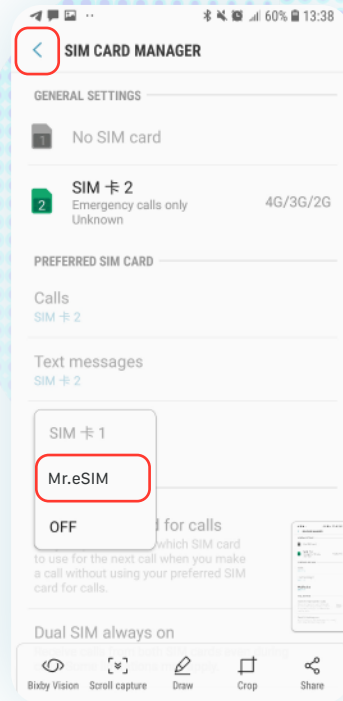 60% 13:38
SIM CARD MANAGER
GENERAL SETTINGS
1 No SIM card
SIM 卡 2
2 Emergency calls only 4G/3G/2G
Unknown
PREFERRED SIM CARD
Calls
SIM 卡 2
Text messages
SIM 卡 2
SIM 卡 1
Mr.eSIM
OFF
d for calls
which SIM card
to use for the next call when you make
a call without using your preferred SIM
card for calls.
Dual SIM always on
Bixby Vision Scroll capture Draw Crop Share